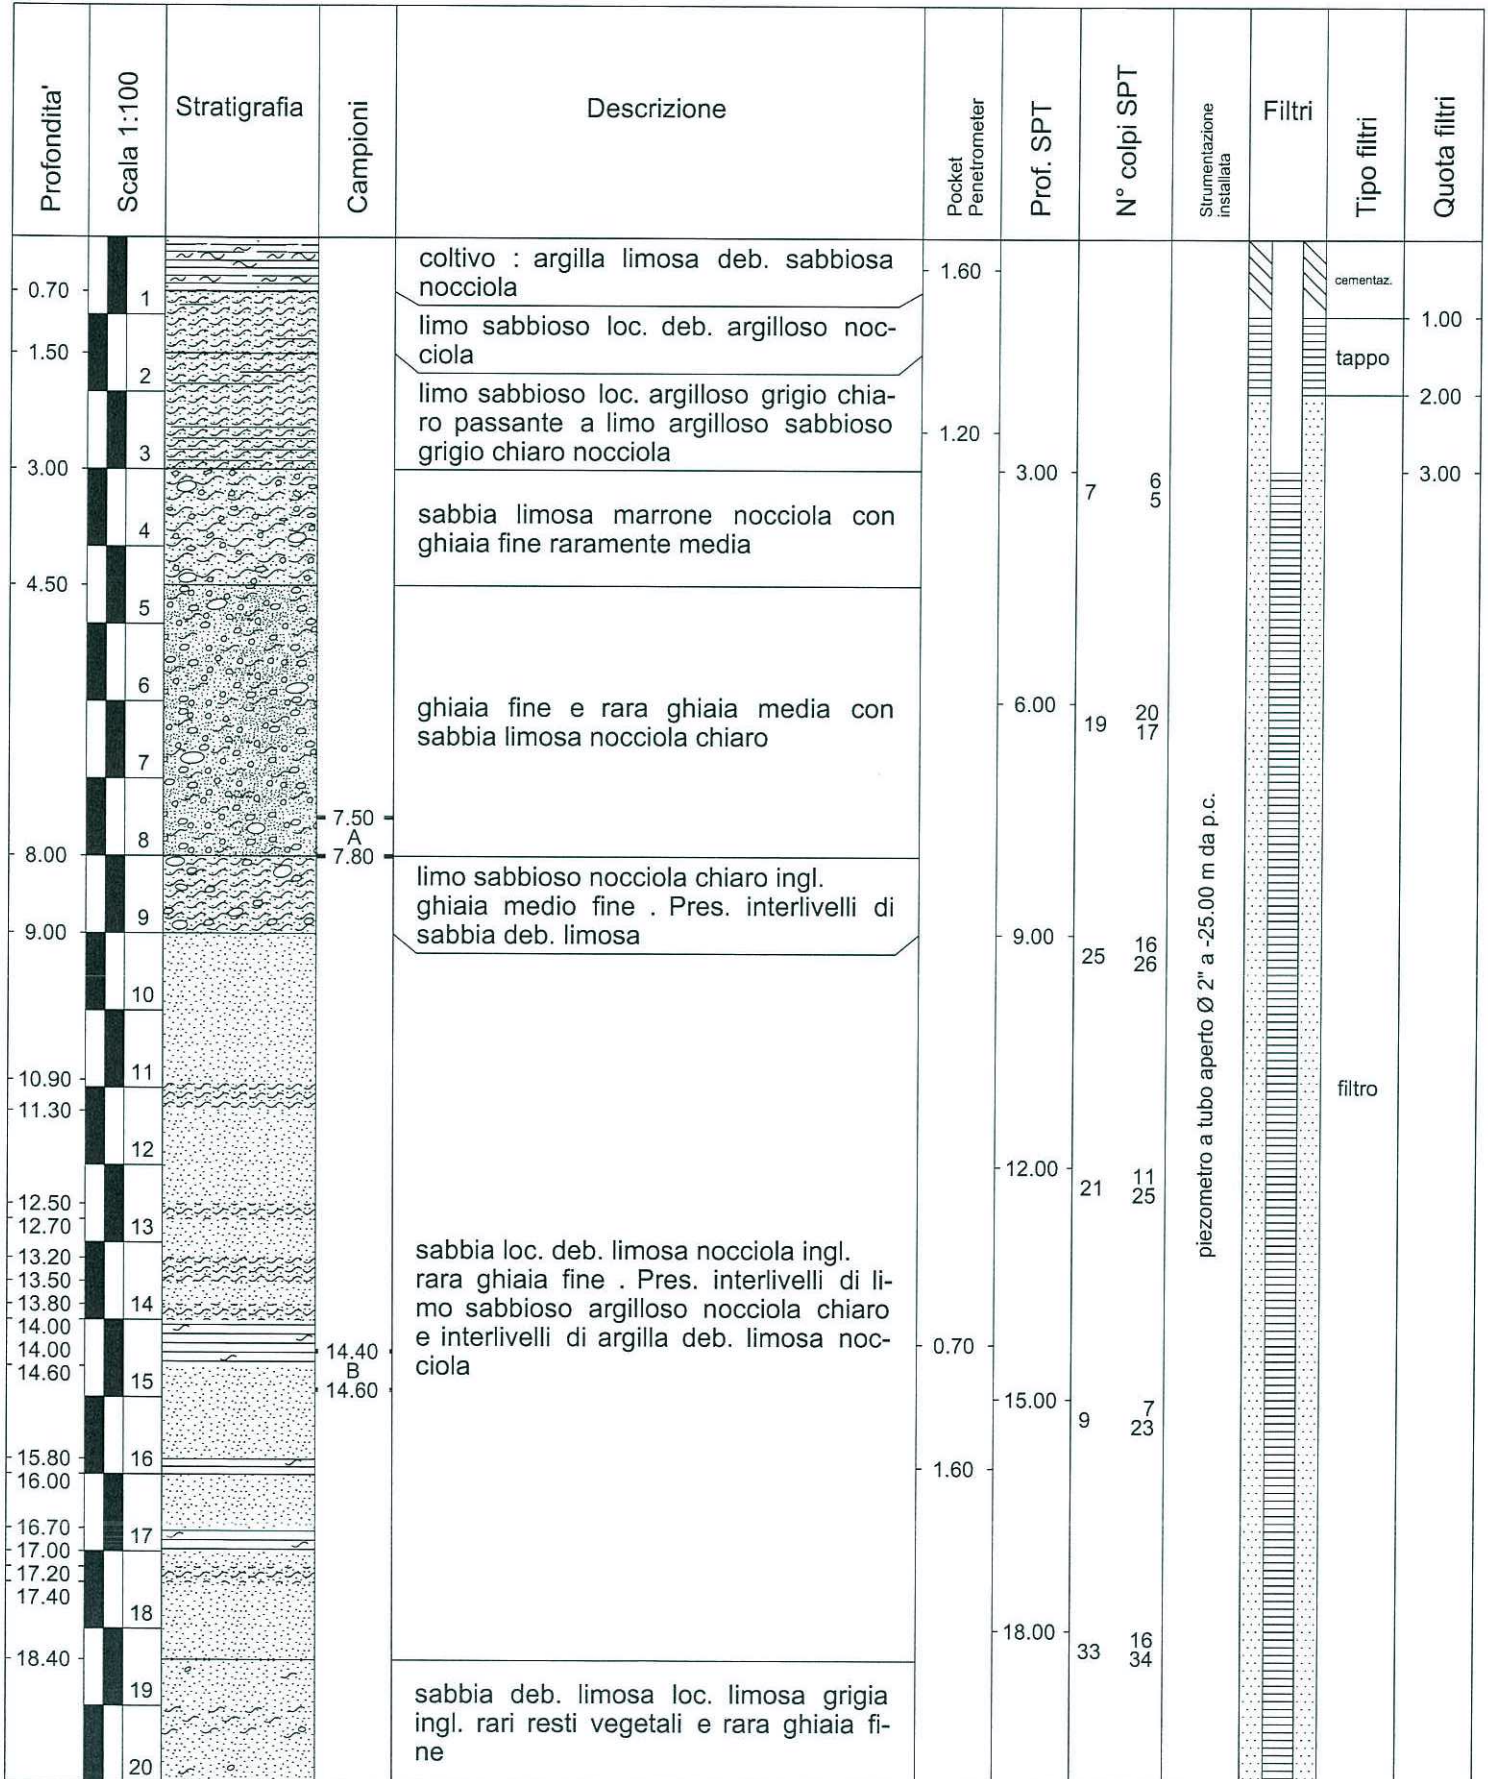 Profondita'
Scala 1:100
Stratigrafia
Campioni
Descrizione
Pocket
Penetrometer
Prof. SPT
N° colpi SPT
Strumentazione
installata
Filtri
Tipo filtri
Quota filtri
0.70
1.50
3.00
4.50
8.00
9.00
10.90
11.30
12.50
12.70
13.20
13.50
13.80
14.00
14.00
14.60
15.80
16.00
16.70
17.00
17.20
17.40
18.40
1
2
3
4
5
6
7
8
9
10
11
12
13
14
15
16
17
18
19
20
7.50
A
7.80
14.40
B
14.60
coltivo : argilla limosa deb. sabbiosa
nocciola
limo sabbioso loc. deb. argilloso noc-
ciola
limo sabbioso loc. argilloso grigio chia-
ro passante a limo argilloso sabbioso
grigio chiaro nocciola
sabbia limosa marrone nocciola con
ghiaia fine raramente media
ghiaia fine e rara ghiaia media con
sabbia limosa nocciola chiaro
limo sabbioso nocciola chiaro ingl.
ghiaia medio fine . Pres. interlivelli di
sabbia deb. limosa
sabbia loc. deb. limosa nocciola ingl.
rara ghiaia fine . Pres. interlivelli di li-
mo sabbioso argilloso nocciola chiaro
e interlivelli di argilla deb. limosa noc-
ciola
sabbia deb. limosa loc. limosa grigia
ingl. rari resti vegetali e rara ghiaia fi-
ne
1.60
1.20
0.70
1.60
3.00
6.00
9.00
12.00
15.00
18.00
7 6
5
19 20
17
25 16
26
21 11
25
9 7
23
33 16
34
piezometro a tubo aperto Ø 2" a -25.00 m da p.c.
cementaz.
tappo
filtro
1.00
2.00
3.00